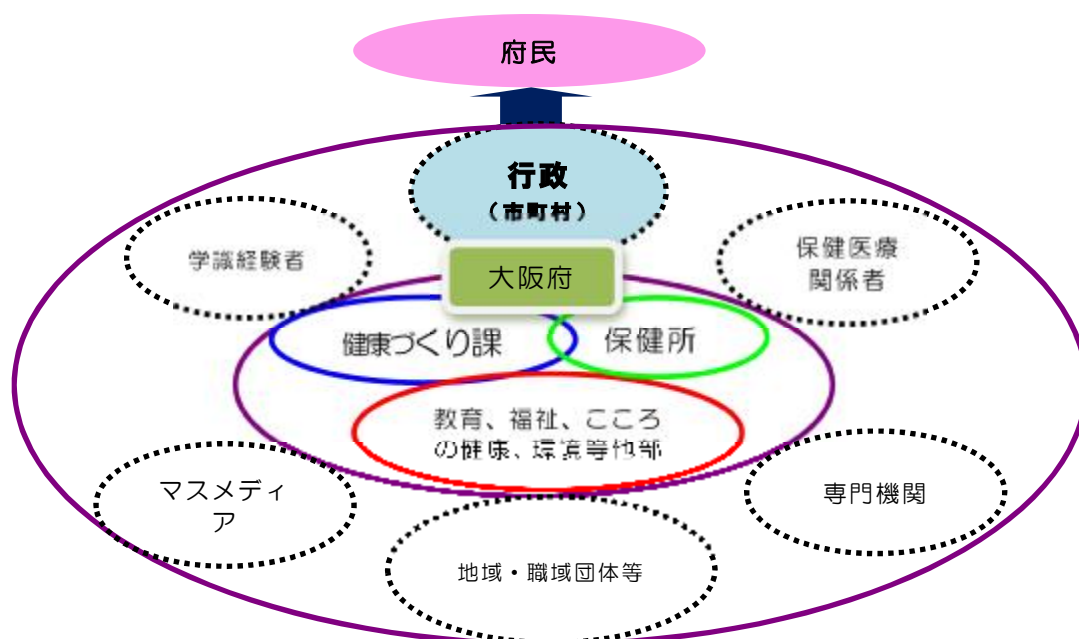 府民
行政
（市町村）
学識経験者
保健医療
関係者
大阪府
健康づくり課
保健所
教育、福祉、こころ
の健康、環境等他部
マスメディ
ア
専門機関
地域・職域団体等